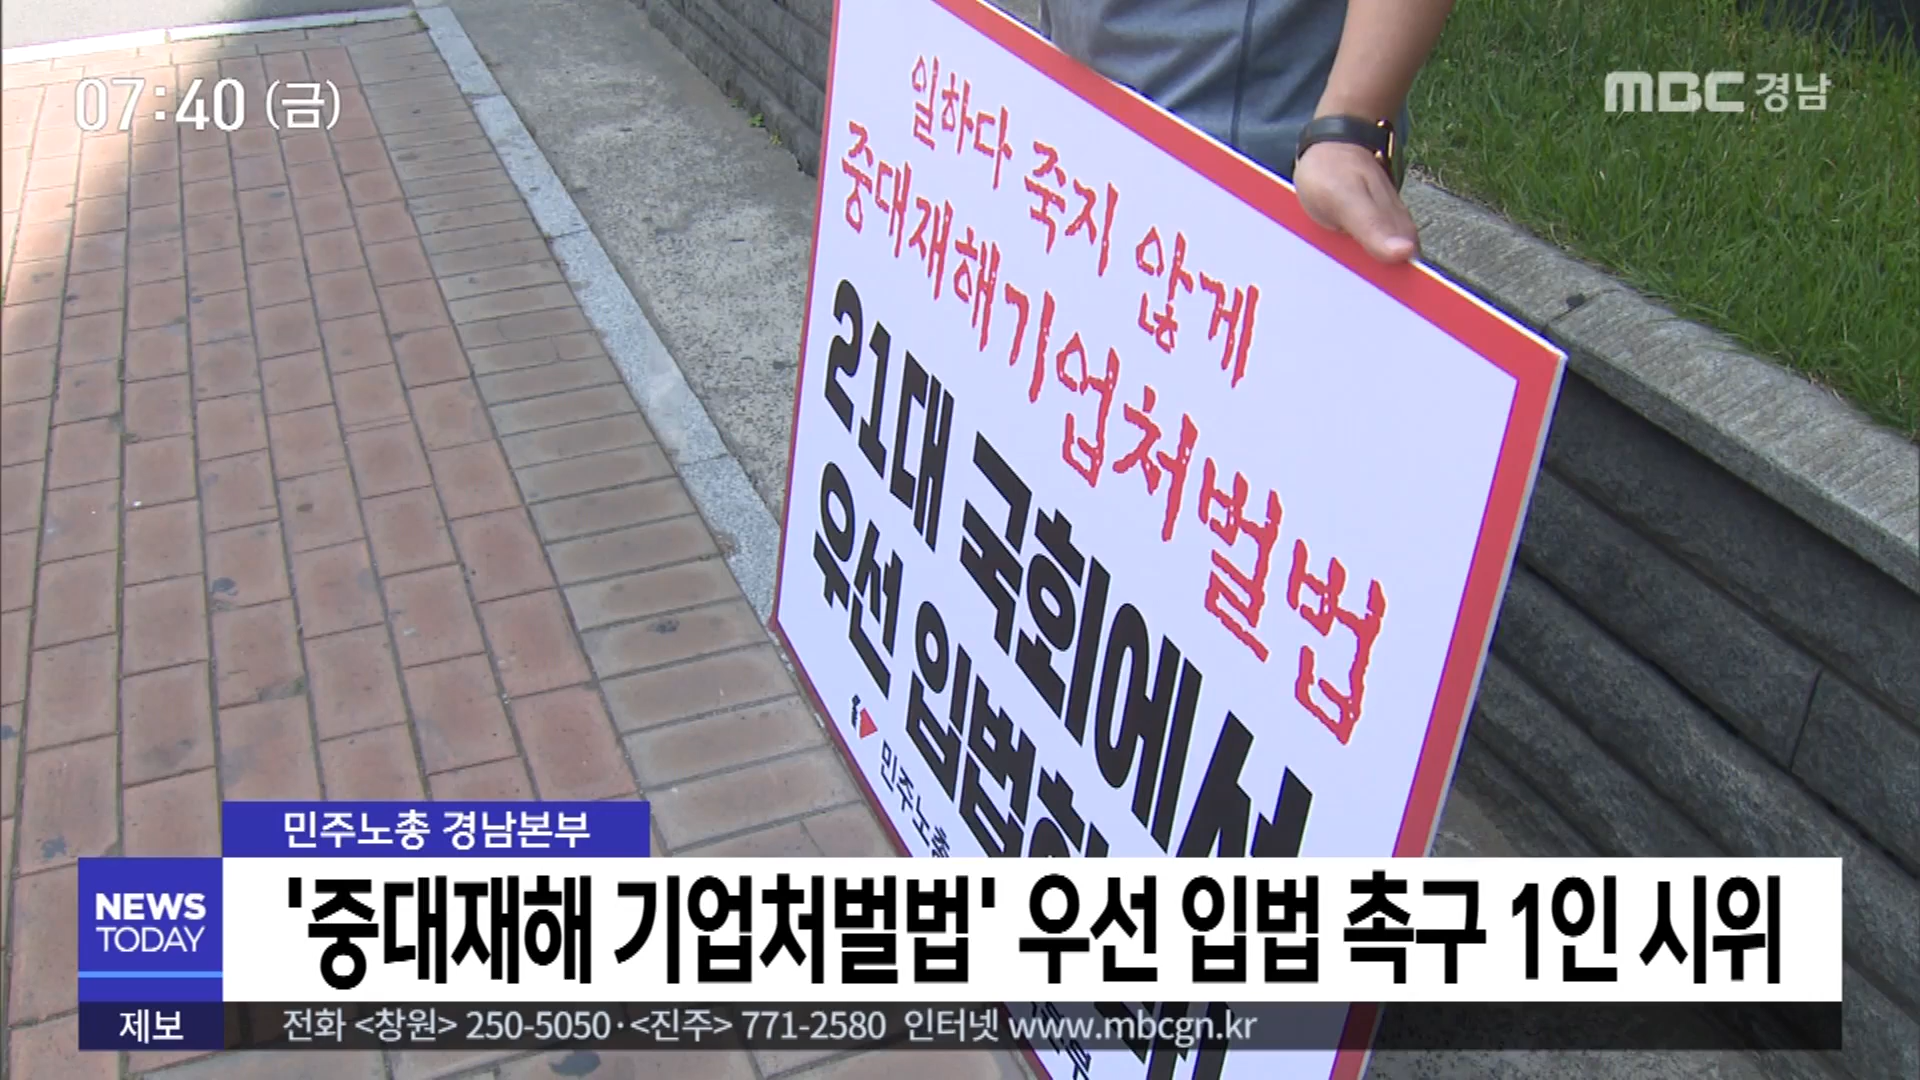 07:40 (금)
MBC 경남
일하다 죽지 않게
중대재해기업처벌법
21대 국회에서
우선 입법
민주노총
민주노총 경남본부
NEWS
TODAY
'중대재해 기업처벌법' 우선 입법 촉구 1인 시위
제보
전화 <창원> 250-5050·<진주> 771-2580 인터넷 www.mbcgn.kr